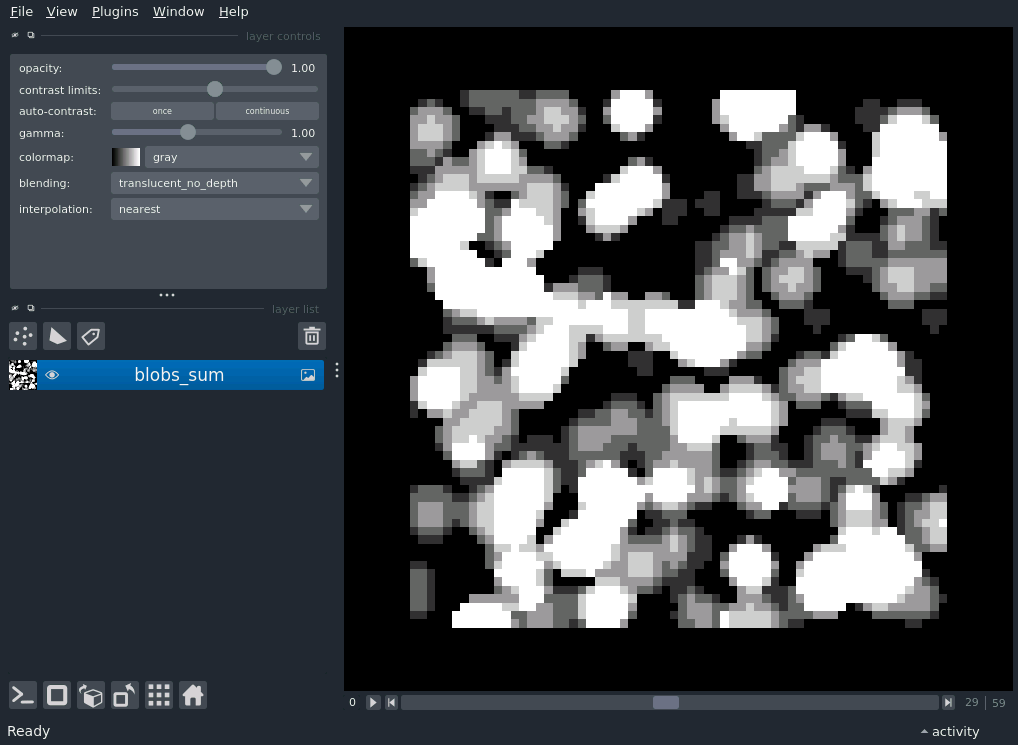 File View Plugins Window Help
layer controls
opacity: 1.00
contrast limits:
auto-contrast: once continuous
gamma: 1.00
colormap: gray
blending: translucent_no_depth
interpolation: nearest
layer list
blobs_sum
0 29 59
Ready activity